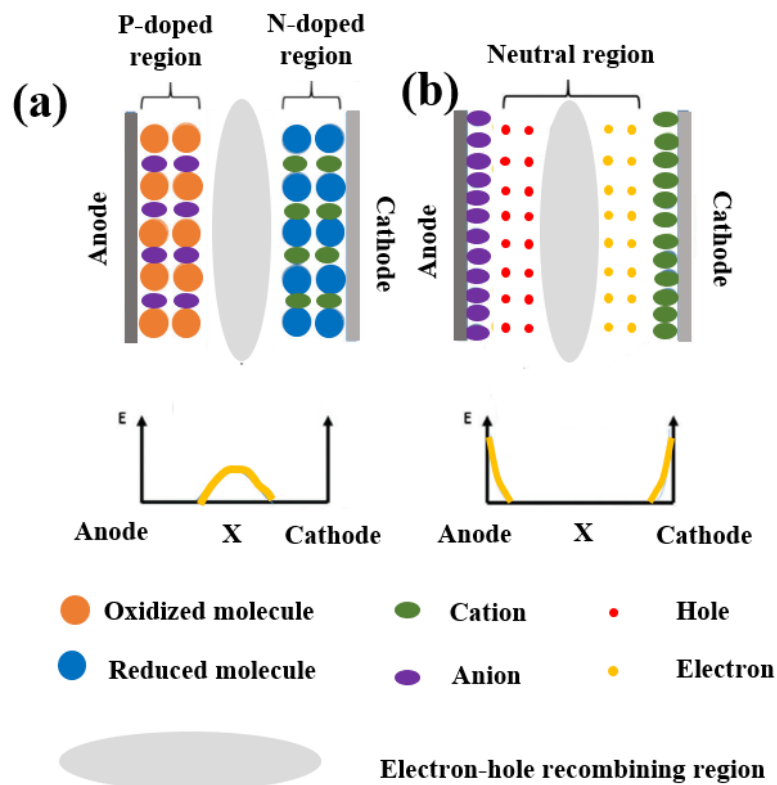 P-doped
region
N-doped
region
Neutral region
(a)
(b)
Anode
Cathode
Anope
Cathode
E
E
Anode
X
Cathode
Anode
X
Cathode
Oxidized molecule
Cation
Hole
Reduced molecule
Anion
Electron
Electron-hole recombining region